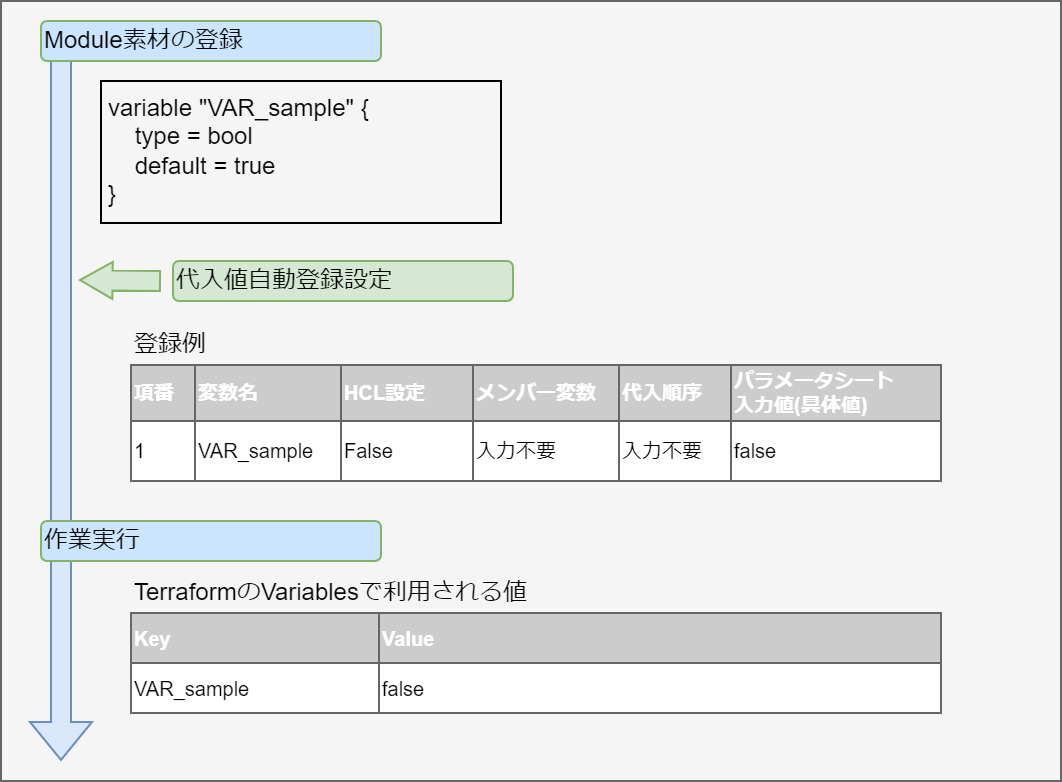 Module素材の登録
variable "VAR_sample" {
type = bool
default = true
}
代入値自動登録設定
登録例
項番 変数名 HCL設定 メンバー変数 代入順序 パラメータシート
入力値(具体値)
1 VAR_sample False 入力不要 入力不要 false
作業実行
TerraformのVariablesで利用される値
Key Value
VAR_sample false